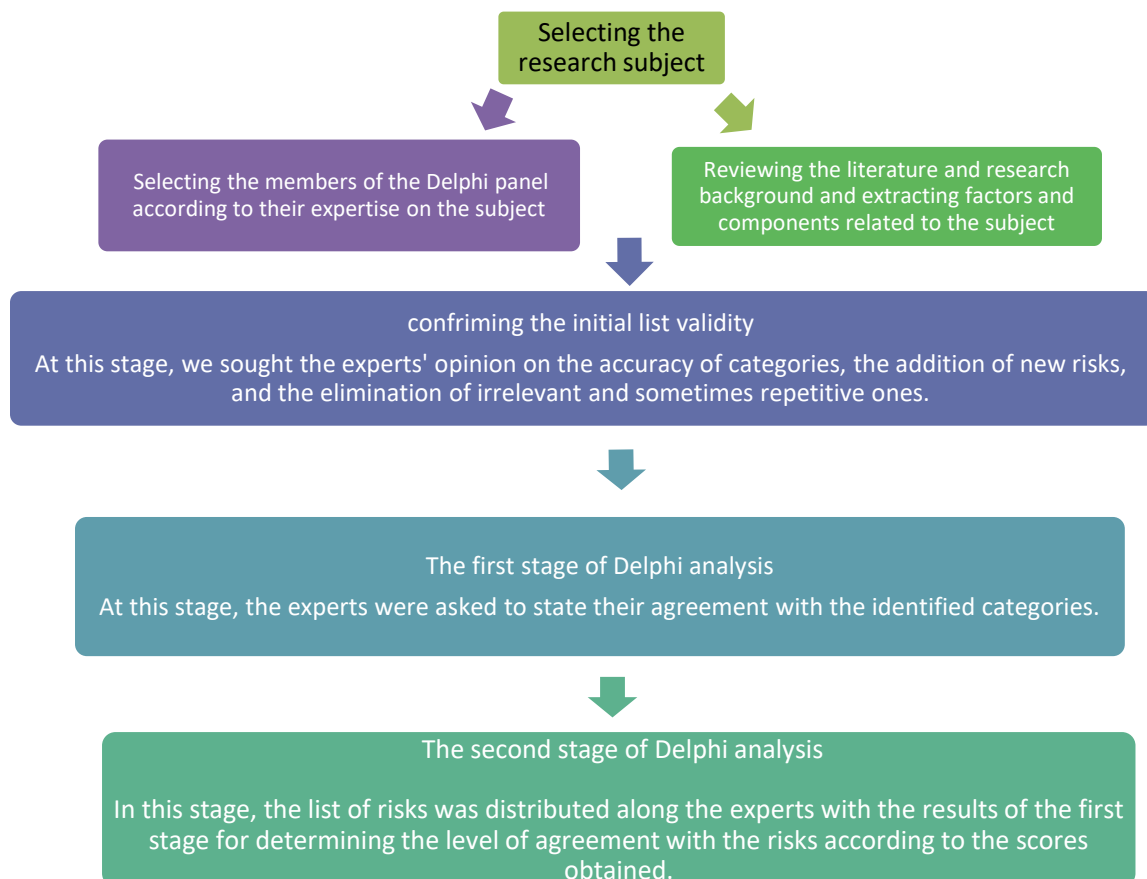 Selecting the
research subject
Selecting the members of the Delphi panel
according to their expertise on the subject
Reviewing the literature and research
background and extracting factors and
components related to the subject
confriming the initial list validity
At this stage, we sought the experts' opinion on the accuracy of categories, the addition of new risks,
and the elimination of irrelevant and sometimes repetitive ones.
The first stage of Delphi analysis
At this stage, the experts were asked to state their agreement with the identified categories.
The second stage of Delphi analysis
In this stage, the list of risks was distributed along the experts with the results of the first
stage for determining the level of agreement with the risks according to the scores
obtained.